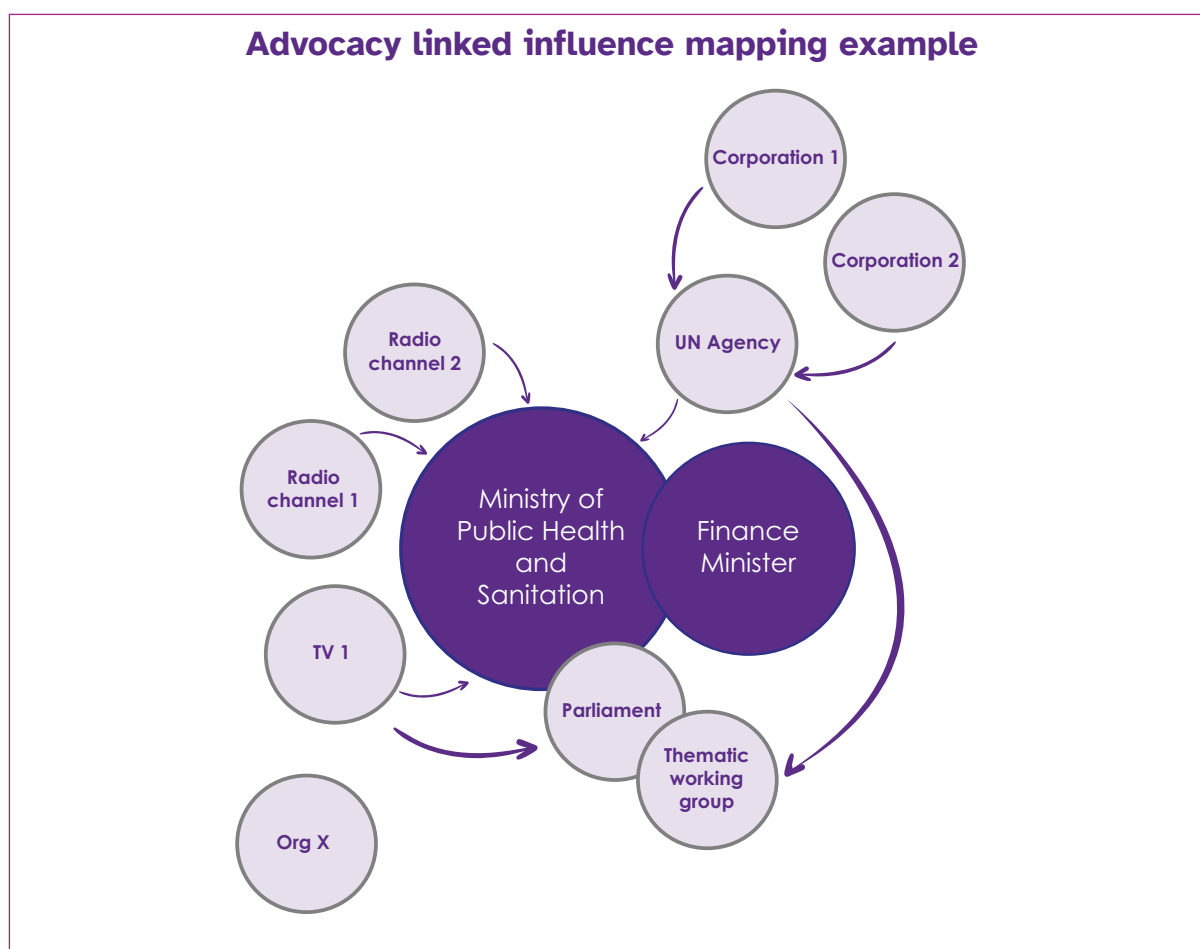 Advocacy linked influence mapping example
Corporation 1
Corporation 2
UN Agency
Radio
channel 2
Radio
channel 1
Ministry of
Public Health
and
Sanitation
Finance
Minister
TV 1
Parliament
Thematic
working
group
Org X